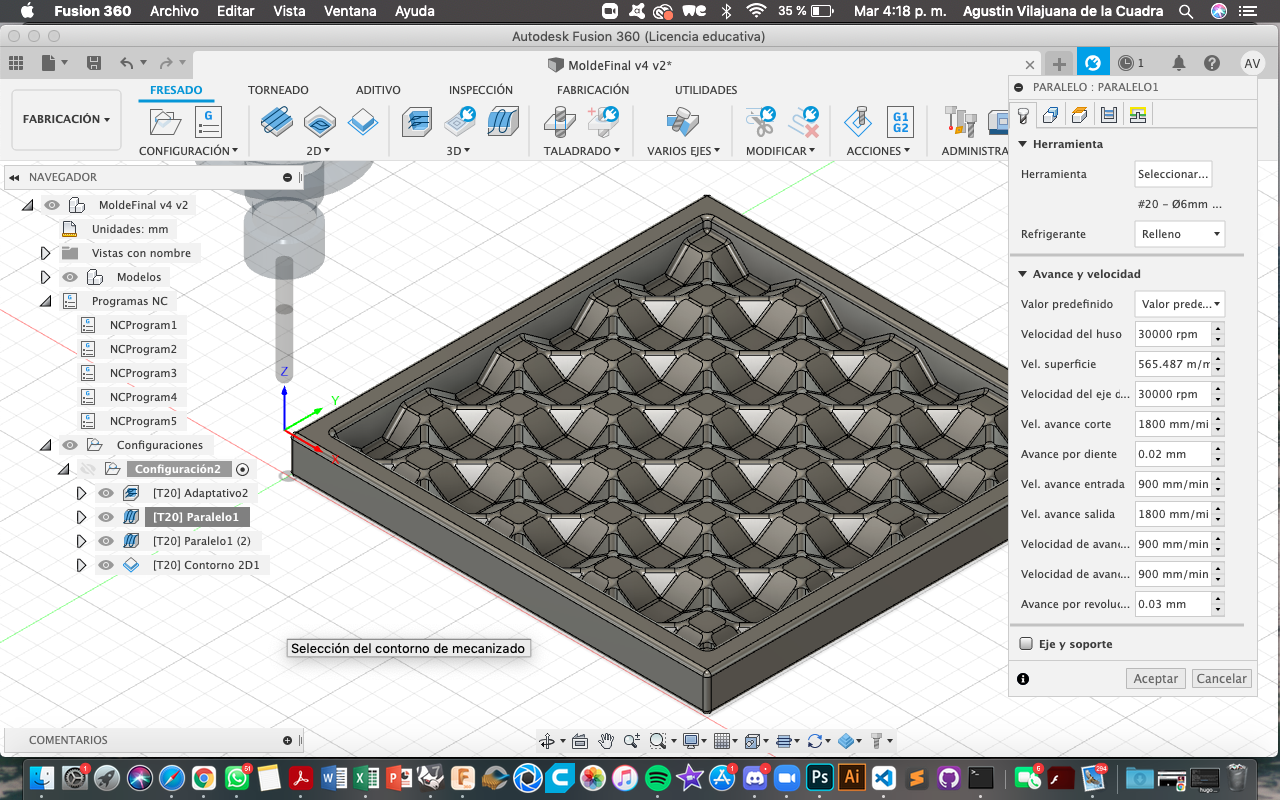 Fusion 360 Archivo Editar Vista Ventana Ayuda 35 % Mar 4:18 p. m. Agustin Vilajuana de la Cuadra
Autodesk Fusion 360 (Licencia educativa)
MoldeFinal v4 v2*
1
AV
FABRICACIÓN
FRESADO TORNEADO ADITIVO INSPECCIÓN FABRICACIÓN UTILIDADES
G1
G2
CONFIGURACIÓN 2D 3D TALADRADO VARIOS EJES MODIFICAR ACCIONES ADMINISTRA
NAVEGADOR
MoldeFinal v4 v2
Unidades: mm
Vistas con nombre
Modelos
Programas NC
NCProgram1
NCProgram2
NCProgram3
NCProgram4
NCProgram5
Configuraciones
Configuración2
[T20] Adaptativo2
[T20] Paralelo1
[T20] Paralelo1 (2)
[T20] Contorno 2D1
Z
Y
X
Selección del contorno de mecanizado
PARALELO : PARALELO1
Herramienta
Herramienta Seleccionar...
#20 - Ø6mm ...
Refrigerante Relleno
Avance y velocidad
Valor predefinido Valor prede...
Velocidad del huso 30000 rpm
Vel. superficie 565.487 m/m
Velocidad del eje d... 30000 rpm
Vel. avance corte 1800 mm/mi
Avance por diente 0.02 mm
Vel. avance entrada 900 mm/min
Vel. avance salida 1800 mm/mi
Velocidad de avanc... 900 mm/min
Velocidad de avanc... 900 mm/min
Avance por revoluc... 0.03 mm
Eje y soporte
Aceptar Cancelar
COMENTARIOS